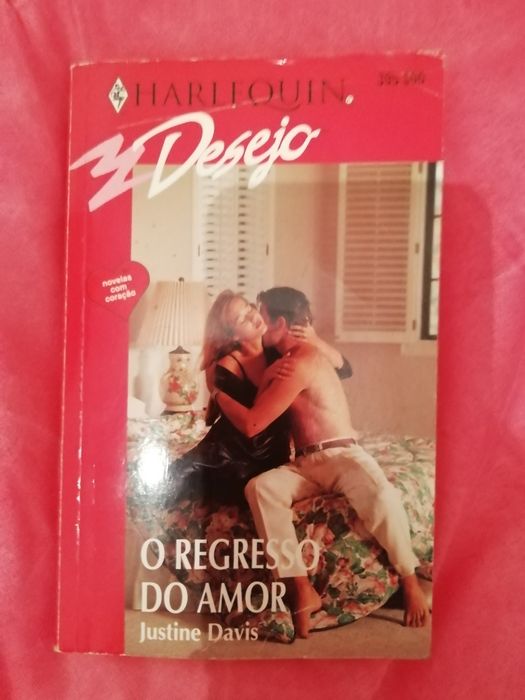 HARLEQUIN
Desejo
novelas
com
coração
O REGRESSO
DO AMOR
Justine Davis